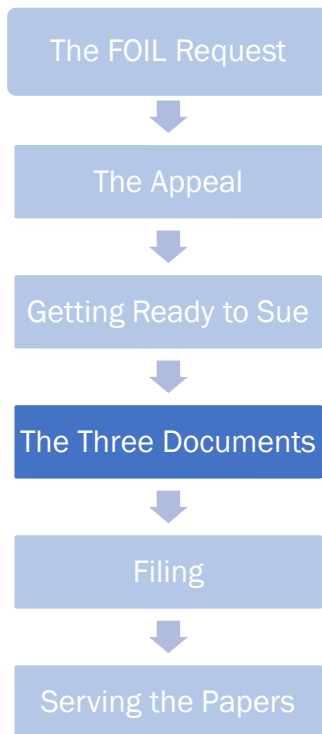 The FOIL Request
The Appeal
Getting Ready to Sue
The Three Documents
Filing
Serving the Papers